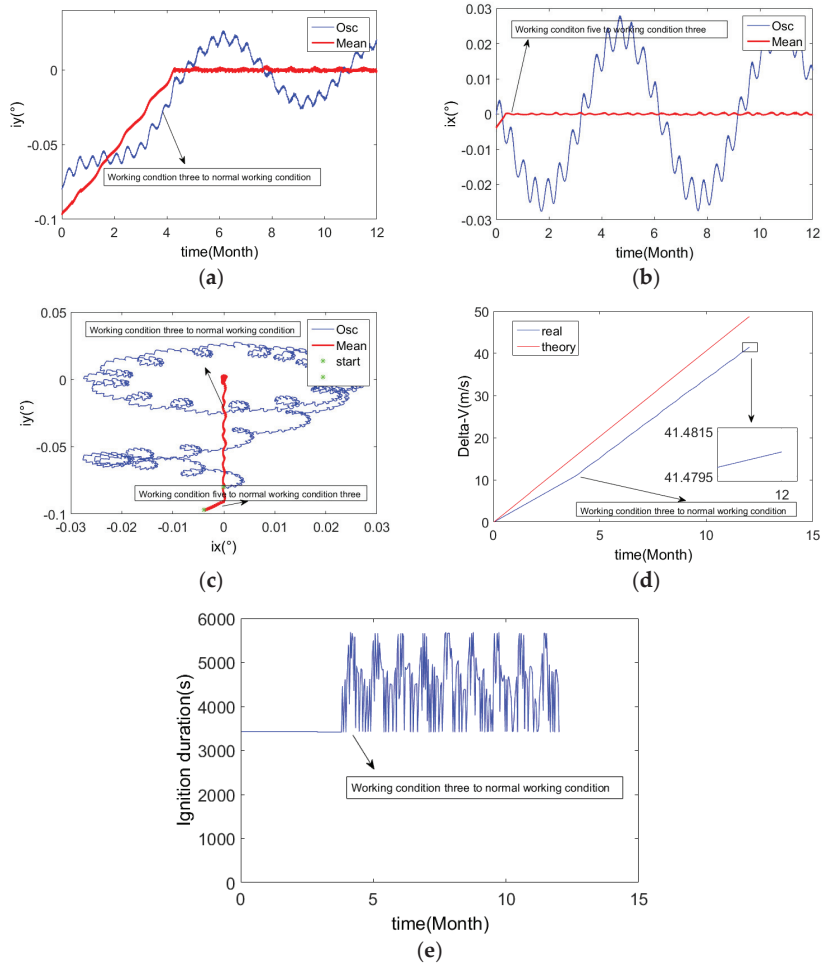 Osc
Mean
0
-0.05
-0.1
iy(°)
Working condtion three to normal working condition
0 2 4 6 8 10 12
time(Month)
(a)
0.03
0.02
0.01
0
-0.01
-0.02
-0.03
ix(°)
Working conditon five to working condition three
Osc
Mean
0 2 4 6 8 10 12
time(Month)
(b)
0.05
0
-0.05
-0.1
iy(°)
Working condition three to normal working condition
Osc
Mean
start
Working condition five to normal working condition three
-0.03 -0.02 -0.01 0 0.01 0.02 0.03
ix(°)
(c)
50
40
30
20
10
0
Delta-V(m/s)
real
theory
41.4815
41.4795
12
Working condition three to normal working condition
0 5 10 15
time(Month)
(d)
6000
5000
4000
3000
2000
1000
0
Ignition duration(s)
Working condition three to normal working condition
0 5 10 15
time(Month)
(e)